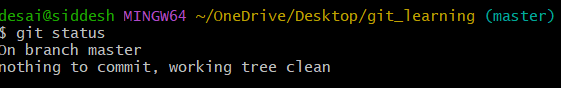 desai@siddesh MINGW64 ~/OneDrive/Desktop/git_learning (master)
$ git status
On branch master
nothing to commit, working tree clean